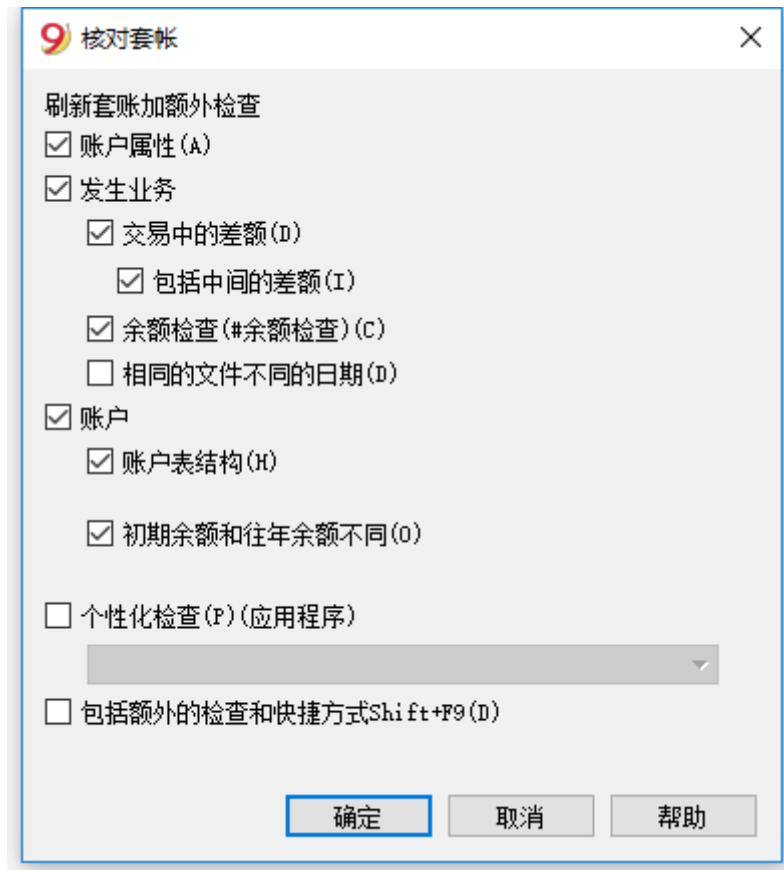 9 核对套帐
刷新套账加额外检查
账户属性(A)
发生业务
交易中的差额(D)
包括中间的差额(I)
余额检查(#余额检查)(C)
相同的文件不同的日期(D)
账户
账户表结构(H)
初期余额和往年余额不同(O)
个性化检查(P)(应用程序)
包括额外的检查和快捷方式Shift+F9(D)
确定 取消 帮助